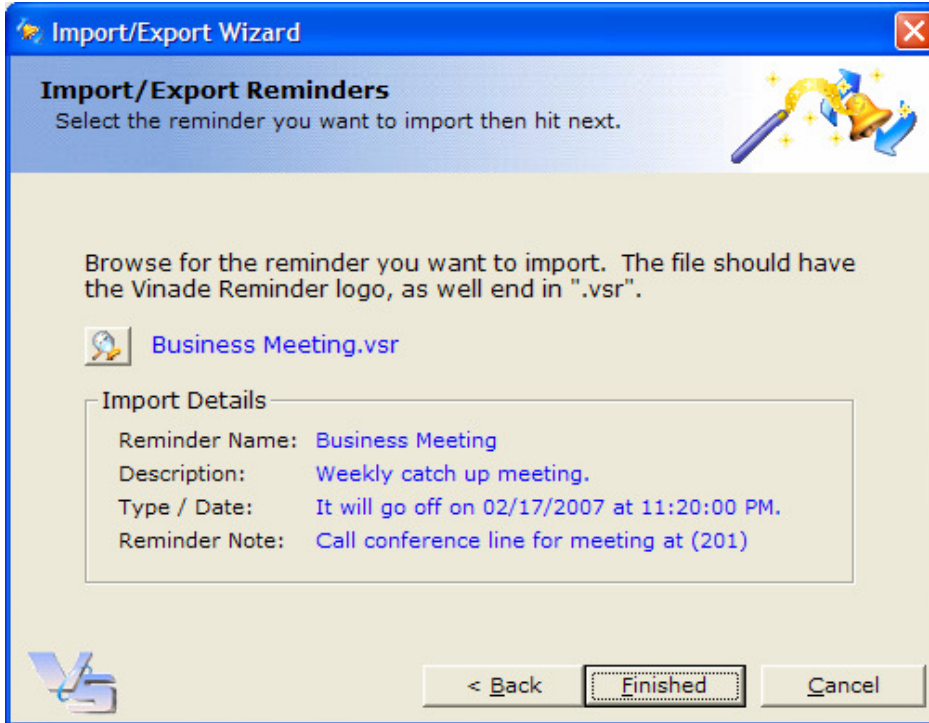 Import/Export Wizard
Import/Export Reminders
Select the reminder you want to import then hit next.
Browse for the reminder you want to import.  The file should have
the Vinade Reminder logo, as well end in ".vsr".
Business Meeting.vsr
Import Details
Reminder Name: Business Meeting
Description: Weekly catch up meeting.
Type / Date: It will go off on 02/17/2007 at 11:20:00 PM.
Reminder Note: Call conference line for meeting at (201)
VS
< Back Finished Cancel